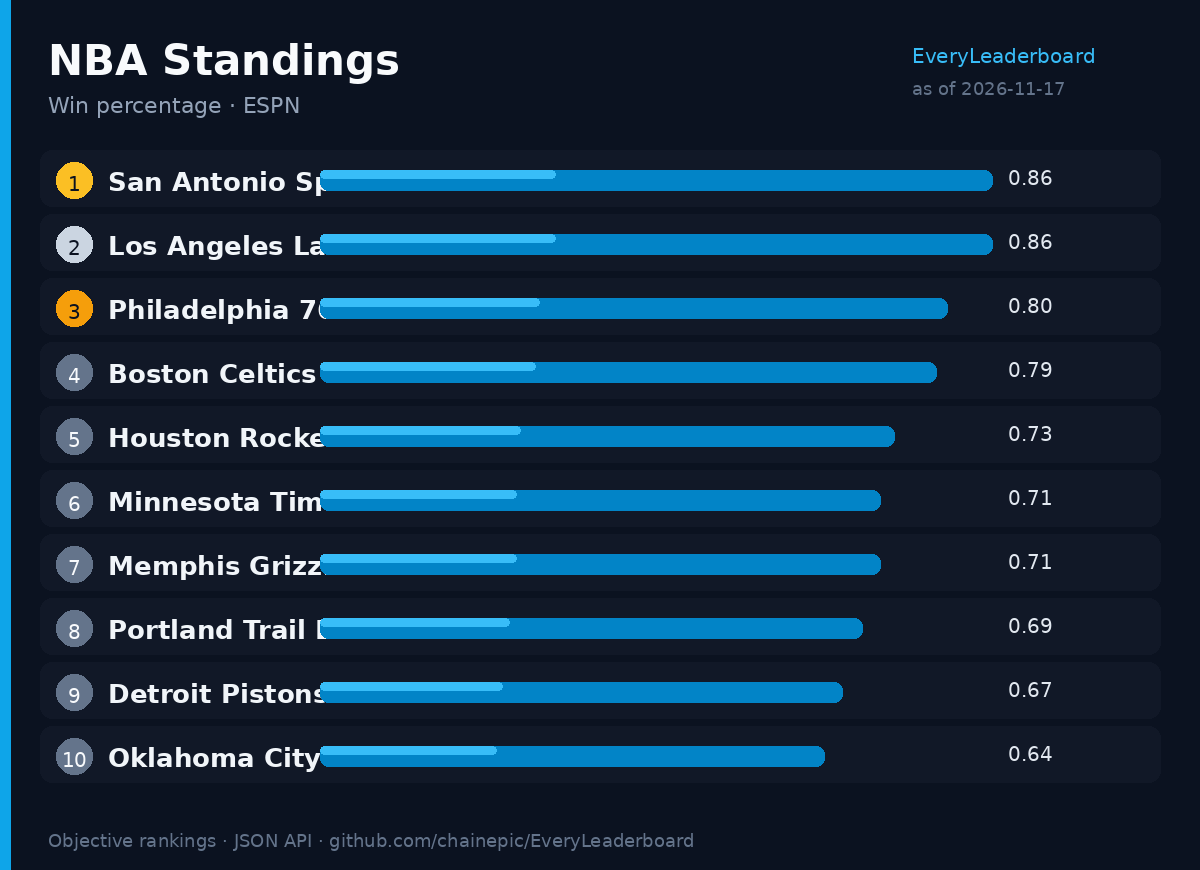 NBA Standings
EveryLeaderboard
Win percentage · ESPN
as of 2026-11-17
1 San Antonio 0.86
2 Los Angeles La 0.86
3 Philadelphia 0.80
4 Boston Celtics 0.79
5 Houston Rocke 0.73
6 Minnesota Tim 0.71
7 Memphis Grizz 0.71
8 Portland Trail 0.69
9 Detroit Pistons 0.67
10 Oklahoma City 0.64
Objective rankings · JSON API · github.com/chainepic/EveryLeaderboard